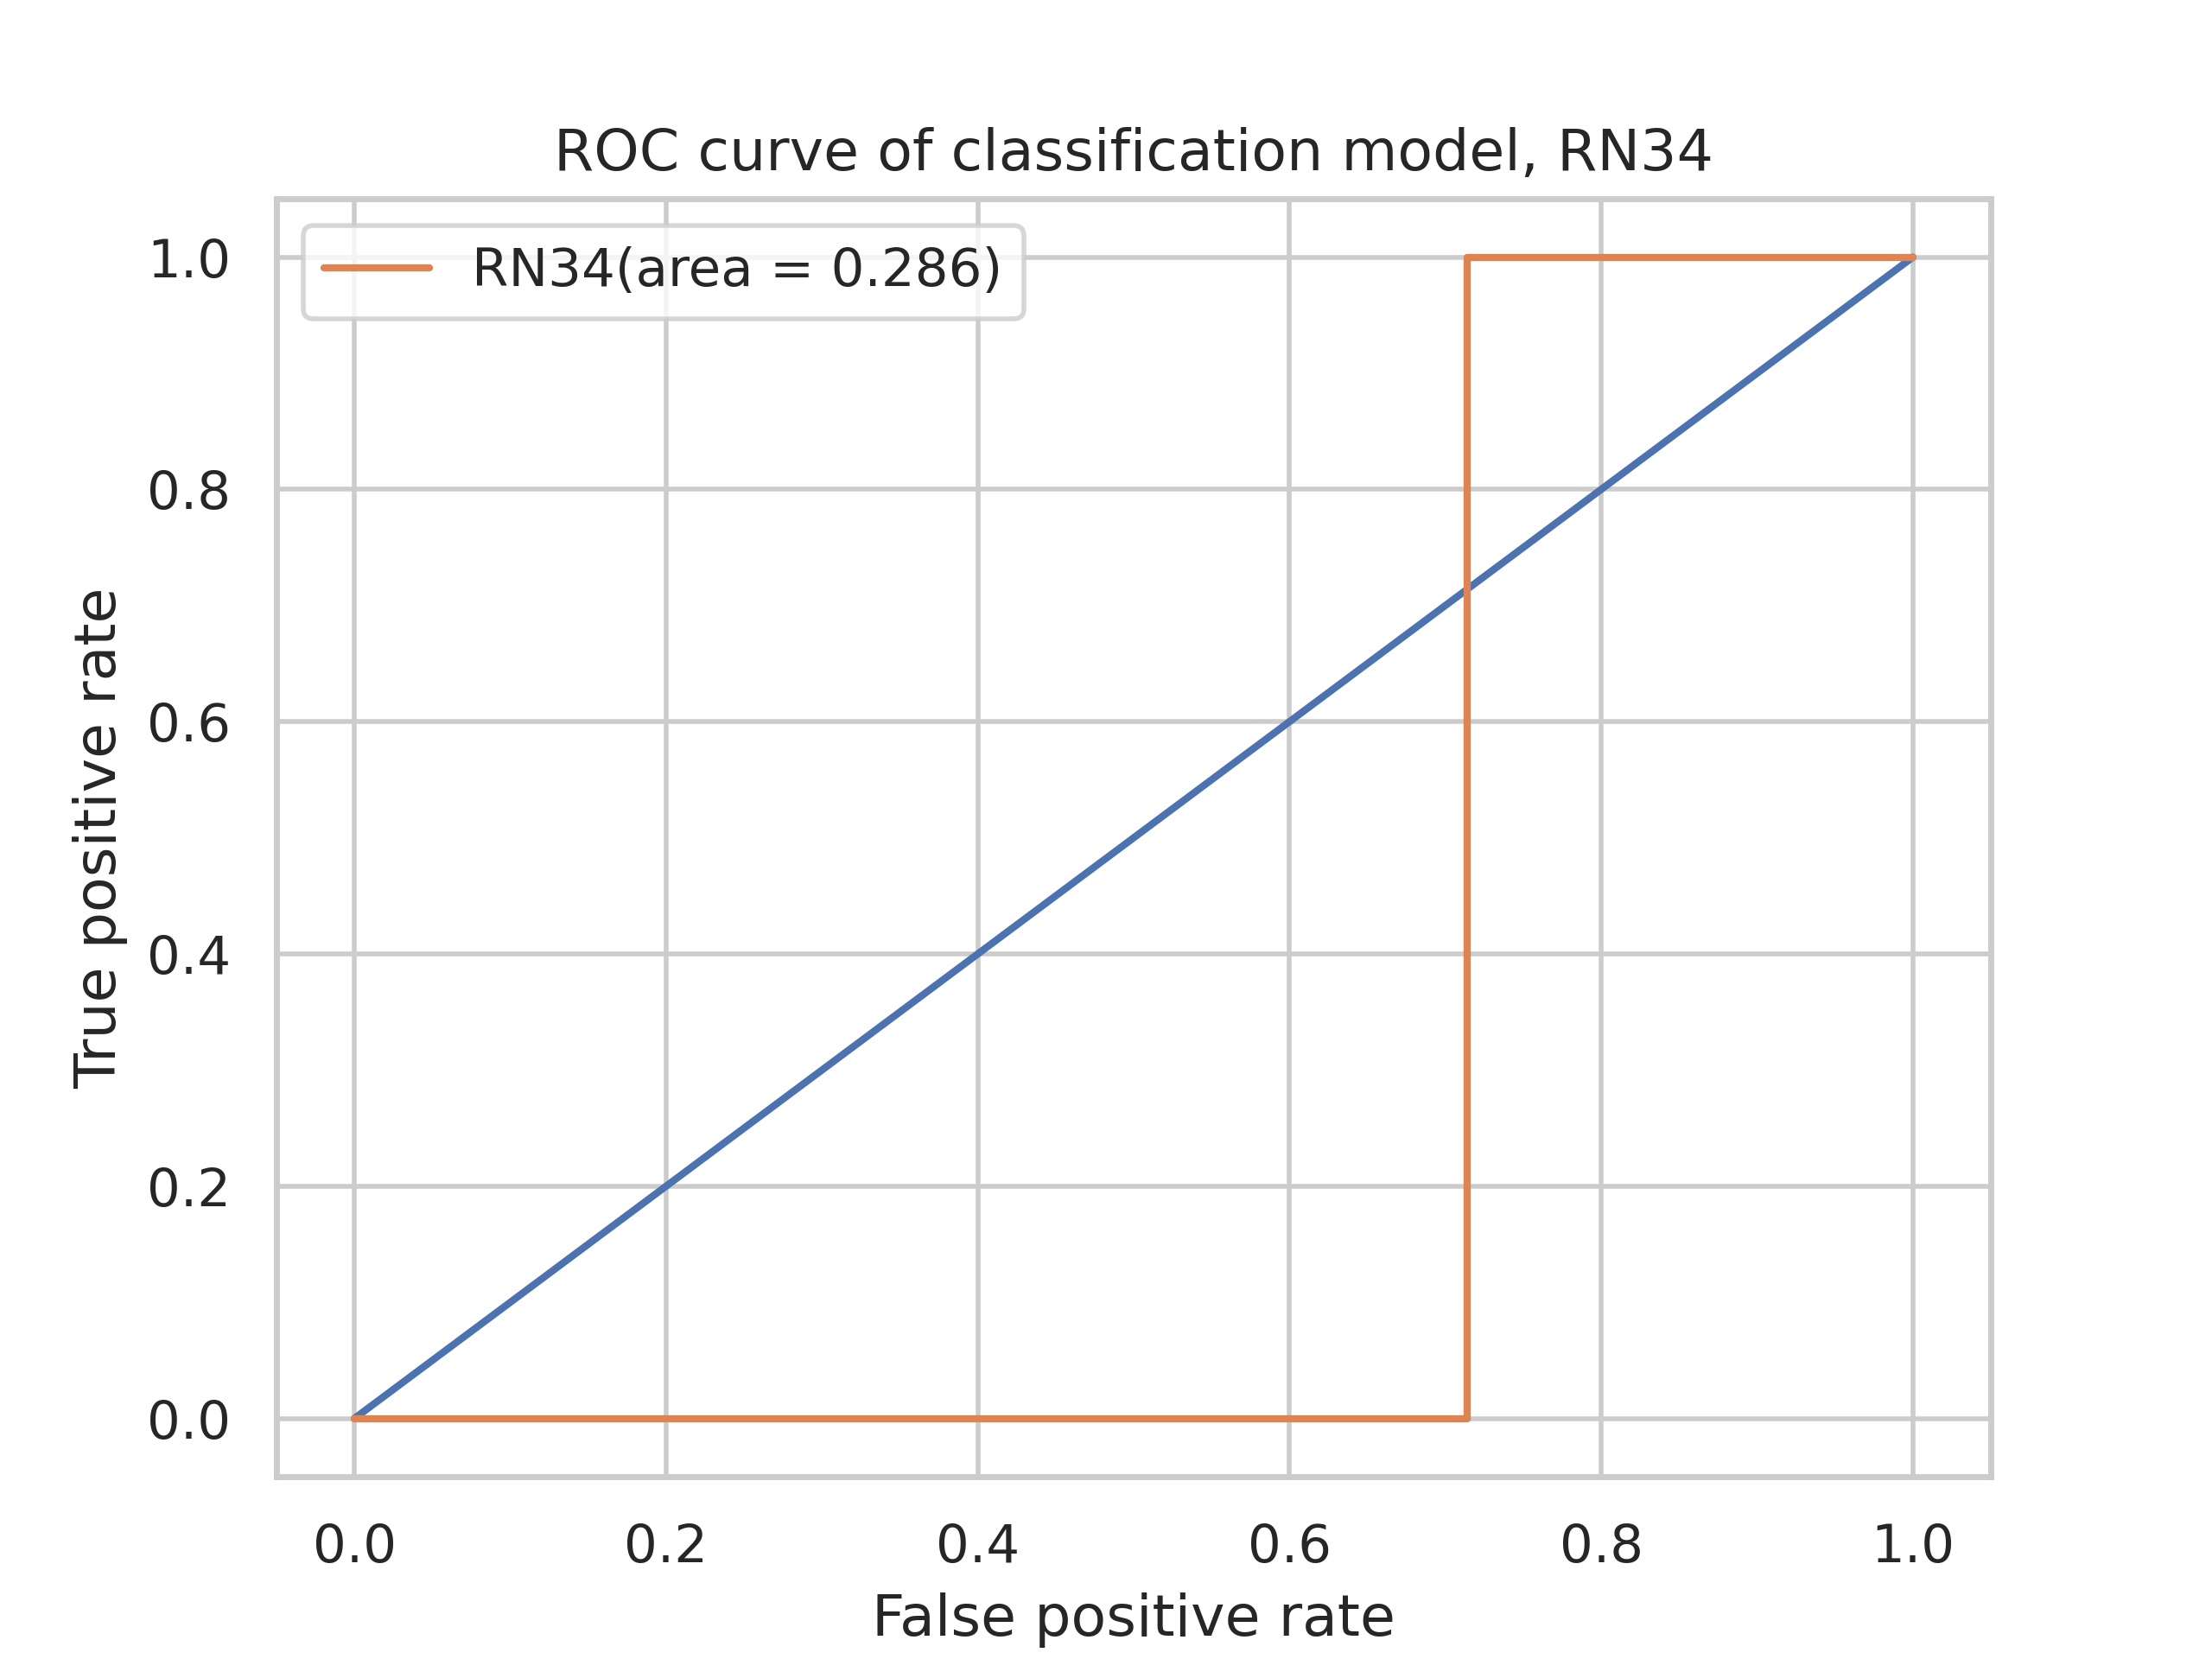 ROC curve of classification model, RN34
RN34(area = 0.286)
1.0
0.8
0.6
0.4
0.2
0.0
True positive rate
0.0 0.2 0.4 0.6 0.8 1.0
False positive rate